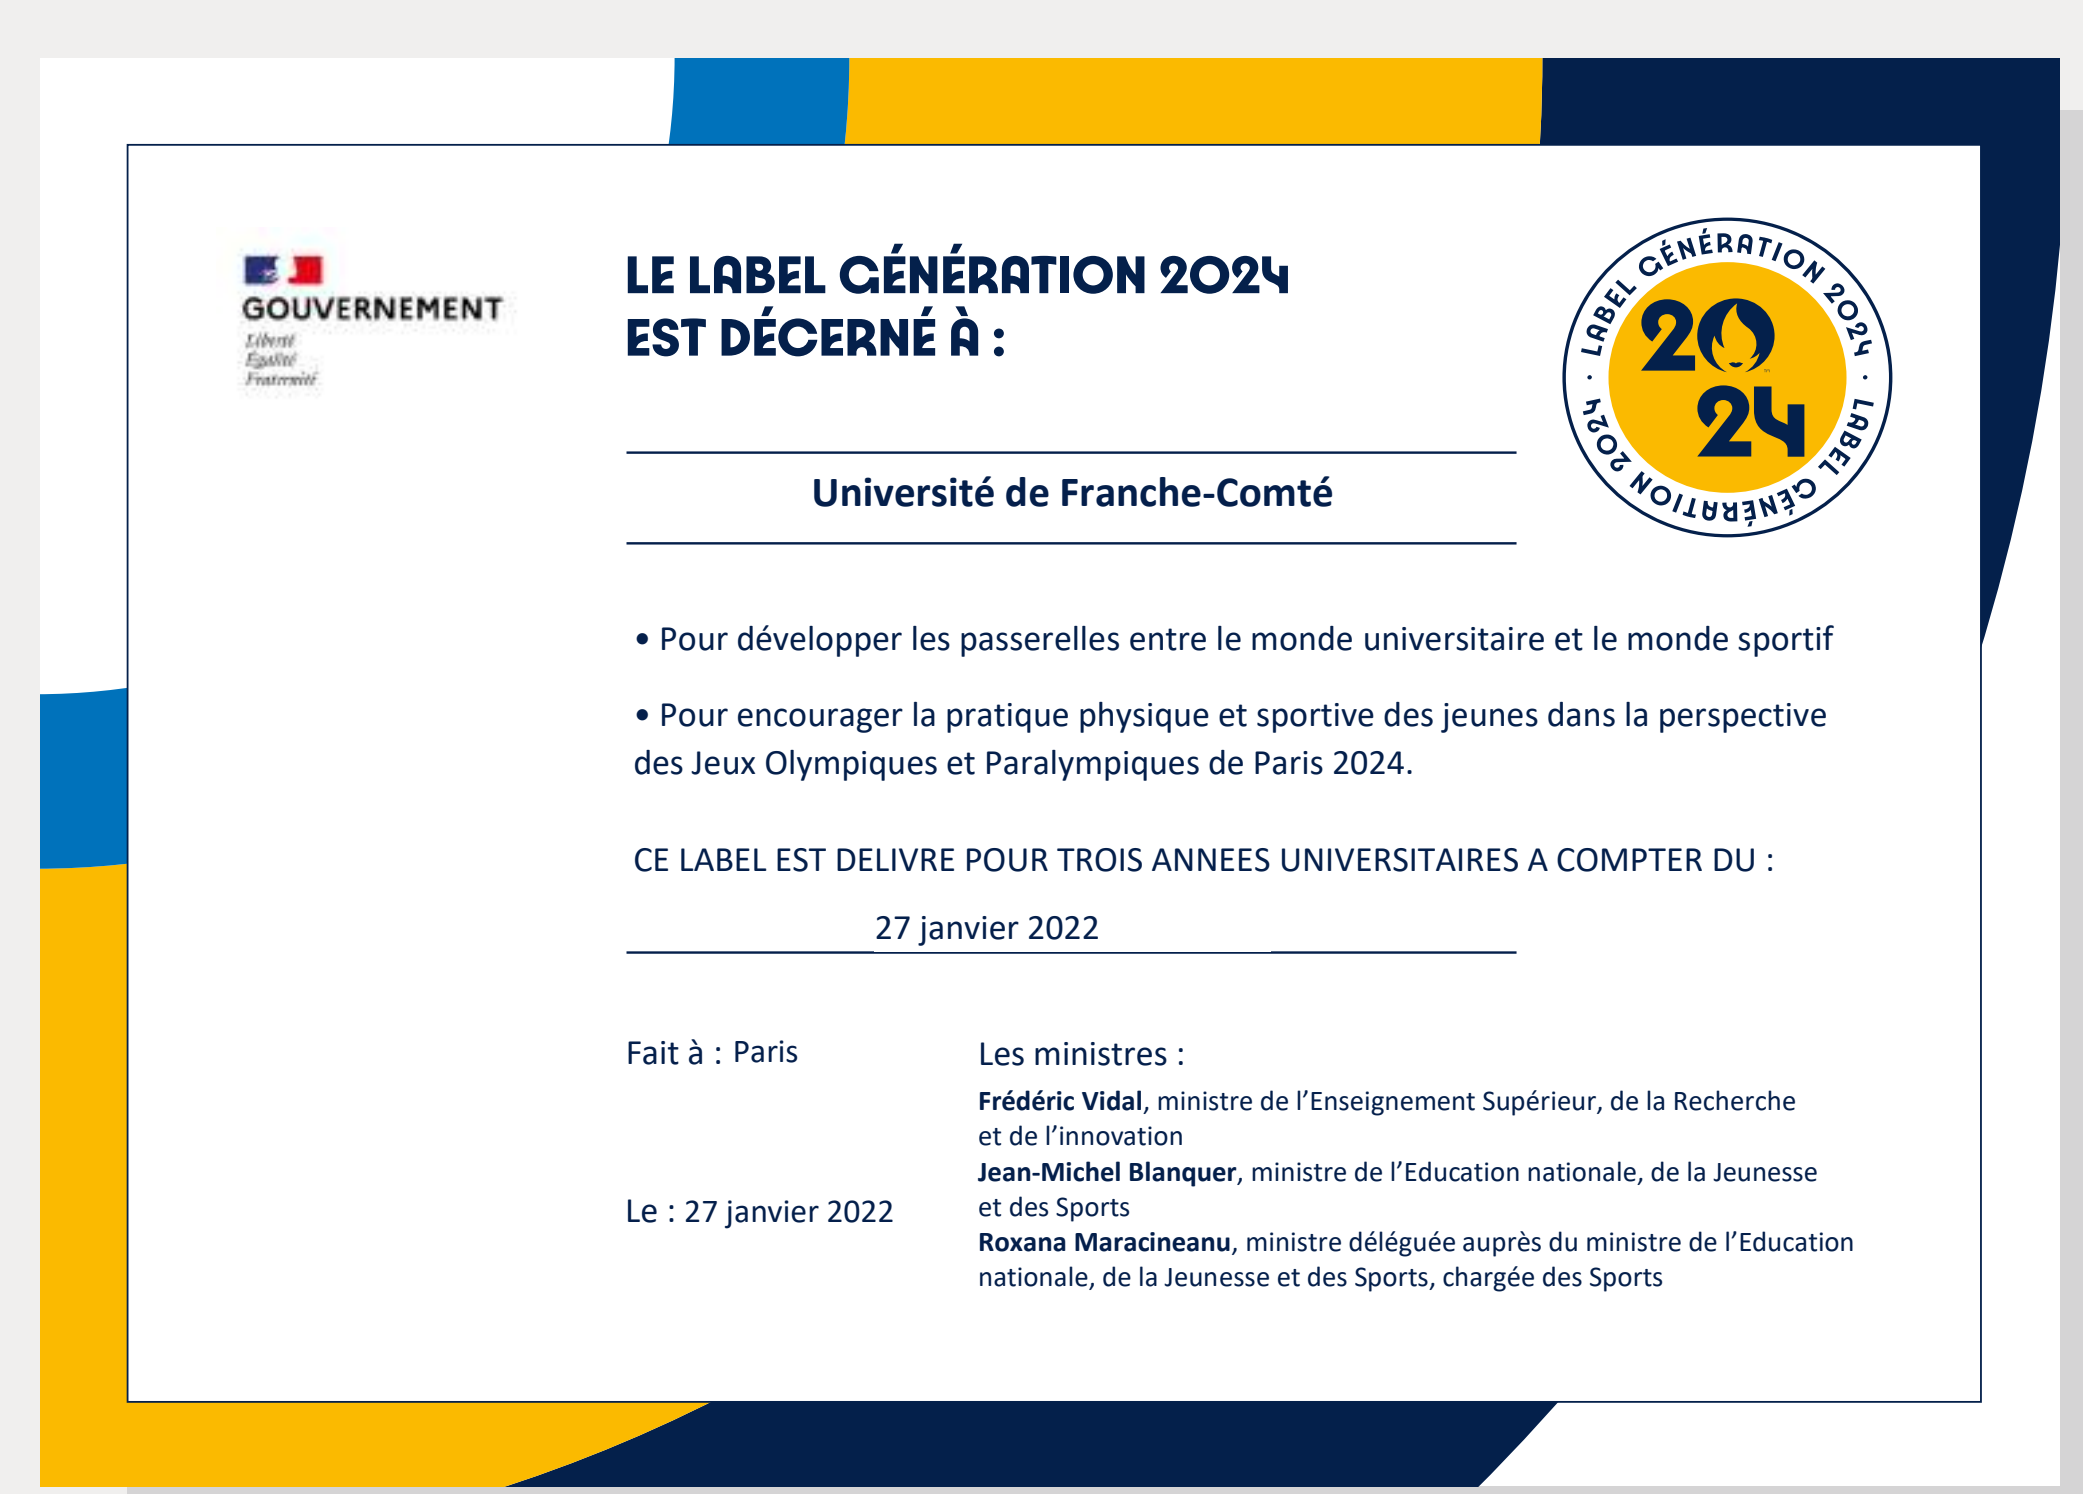 GOUVERNEMENT
Liberté
Égalité
Fraternité
LE LABEL GÉNÉRATION 2024
EST DÉCERNÉ À :
LABEL GÉNÉRATION 2024 · LABEL GÉNÉRATION 2024 ·
20
24
Université de Franche-Comté
• Pour développer les passerelles entre le monde universitaire et le monde sportif
• Pour encourager la pratique physique et sportive des jeunes dans la perspective
des Jeux Olympiques et Paralympiques de Paris 2024.
CE LABEL EST DELIVRE POUR TROIS ANNEES UNIVERSITAIRES A COMPTER DU :
27 janvier 2022
Fait à : Paris
Le : 27 janvier 2022
Les ministres :
Frédéric Vidal, ministre de l’Enseignement Supérieur, de la Recherche
et de l’innovation
Jean-Michel Blanquer, ministre de l’Education nationale, de la Jeunesse
et des Sports
Roxana Maracineanu, ministre déléguée auprès du ministre de l’Education
nationale, de la Jeunesse et des Sports, chargée des Sports